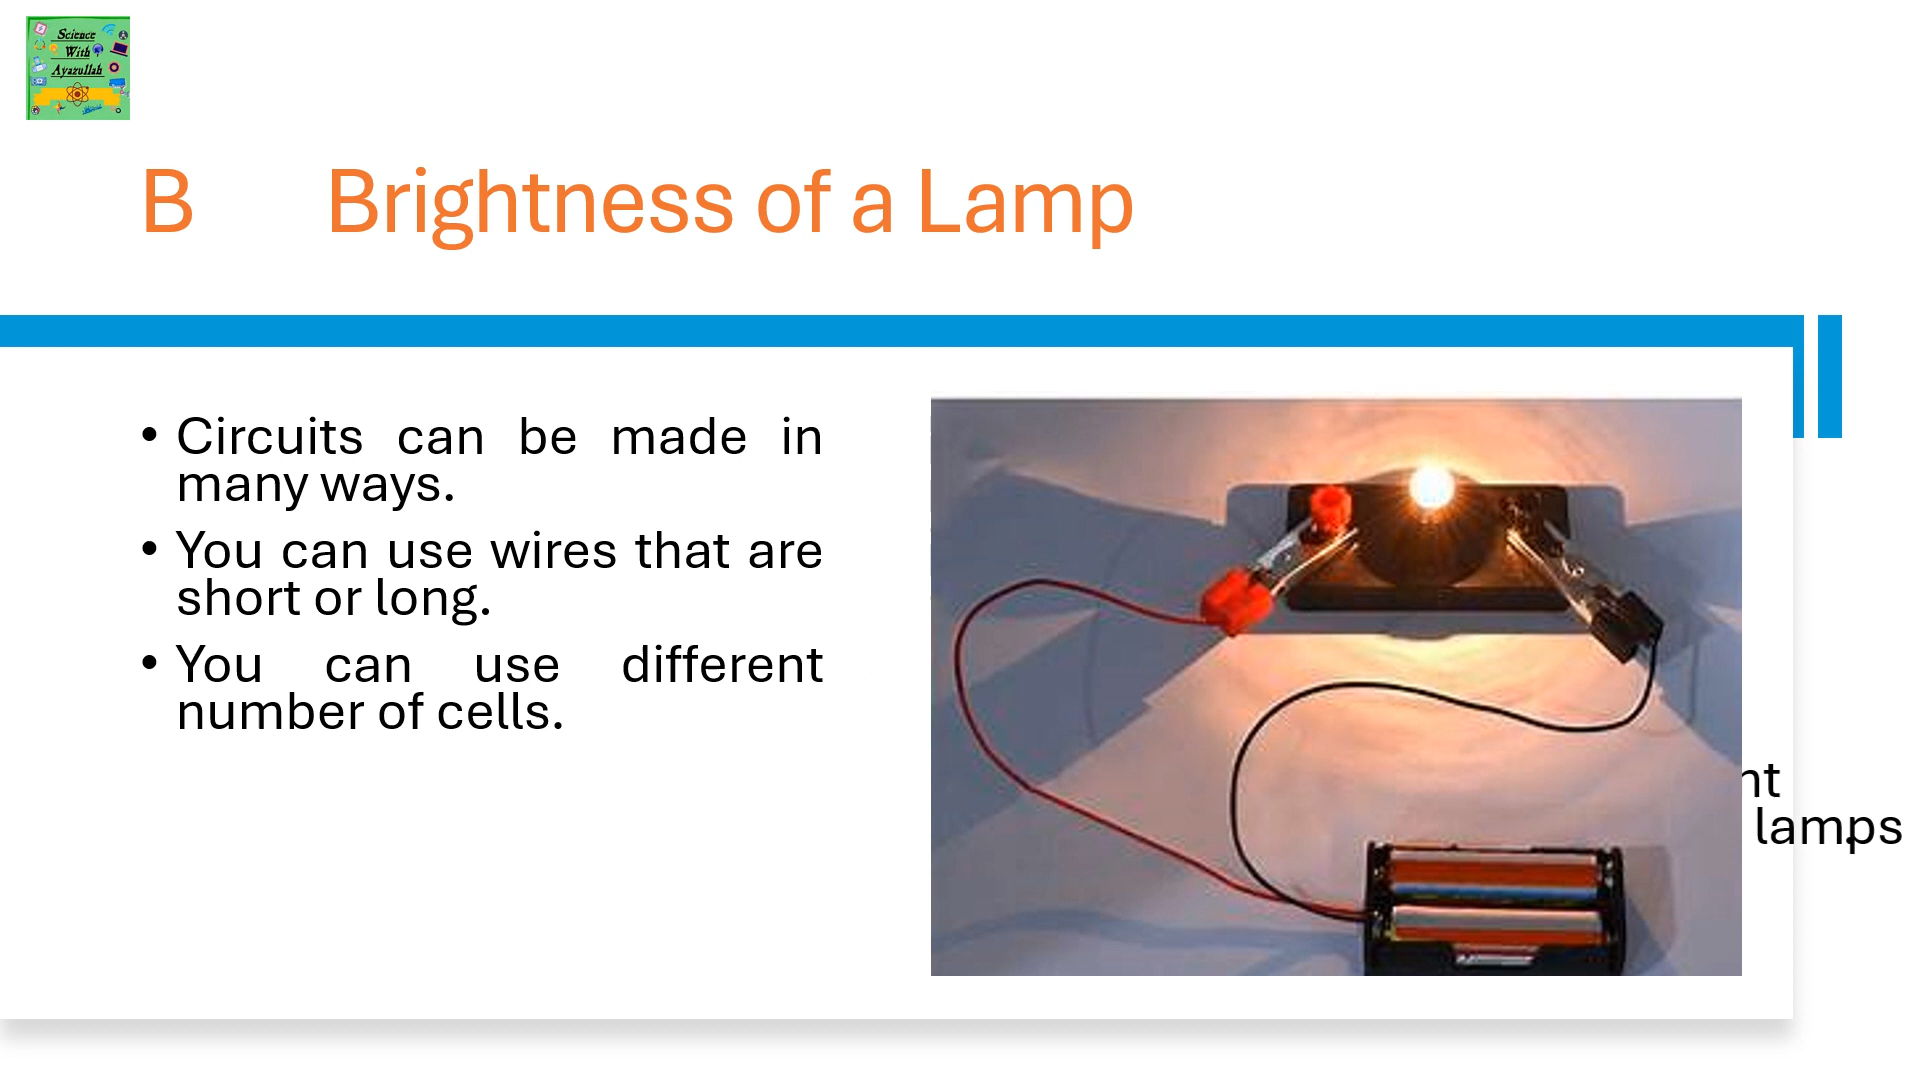 Science
With
Ayazullah
B Brightness of a Lamp
• Circuits can be made in
many ways.
• You can use wires that are
short or long.
• You can use different
number of cells.
nt
lamps